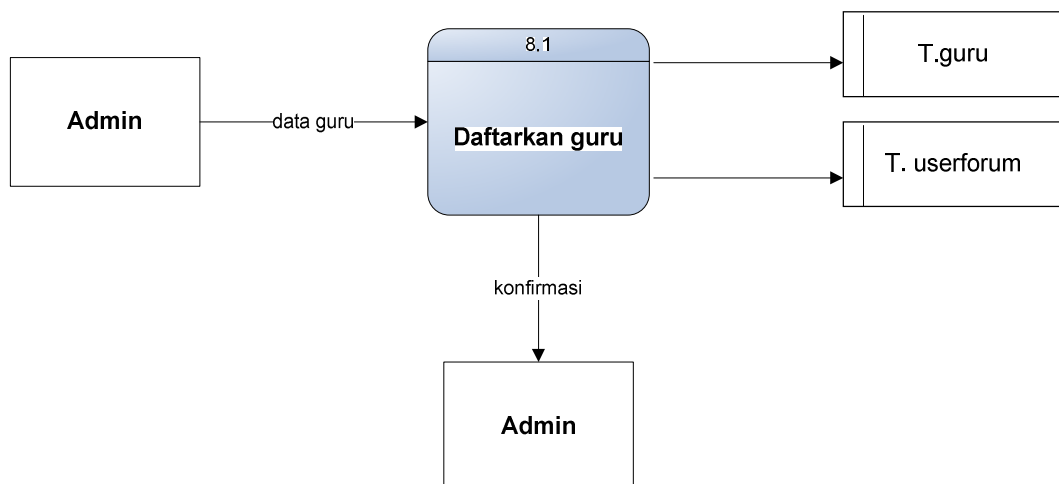 8.1
T.guru
Admin
data guru
Daftarkan guru
T. userforum
konfirmasi
Admin